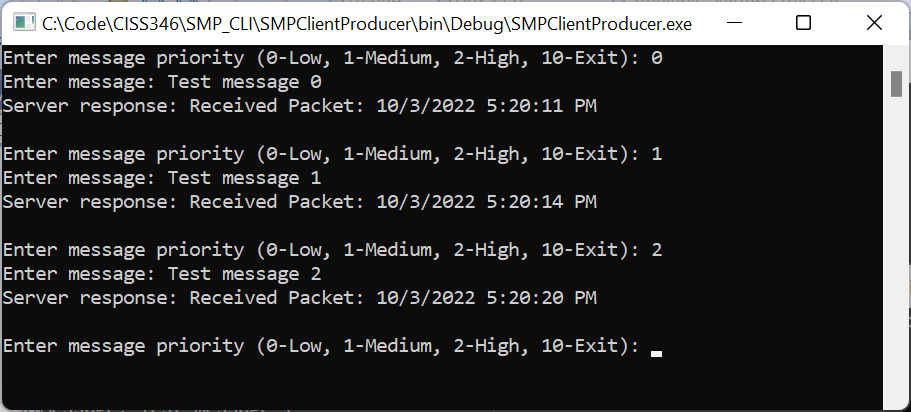 C:\Code\CISS346\SMP_CLI\SMPClientProducer\bin\Debug\SMPClientProducer.exe
Enter message priority (0-Low, 1-Medium, 2-High, 10-Exit): 0
Enter message: Test message 0
Server response: Received Packet: 10/3/2022 5:20:11 PM
Enter message priority (0-Low, 1-Medium, 2-High, 10-Exit): 1
Enter message: Test message 1
Server response: Received Packet: 10/3/2022 5:20:14 PM
Enter message priority (0-Low, 1-Medium, 2-High, 10-Exit): 2
Enter message: Test message 2
Server response: Received Packet: 10/3/2022 5:20:20 PM
Enter message priority (0-Low, 1-Medium, 2-High, 10-Exit):